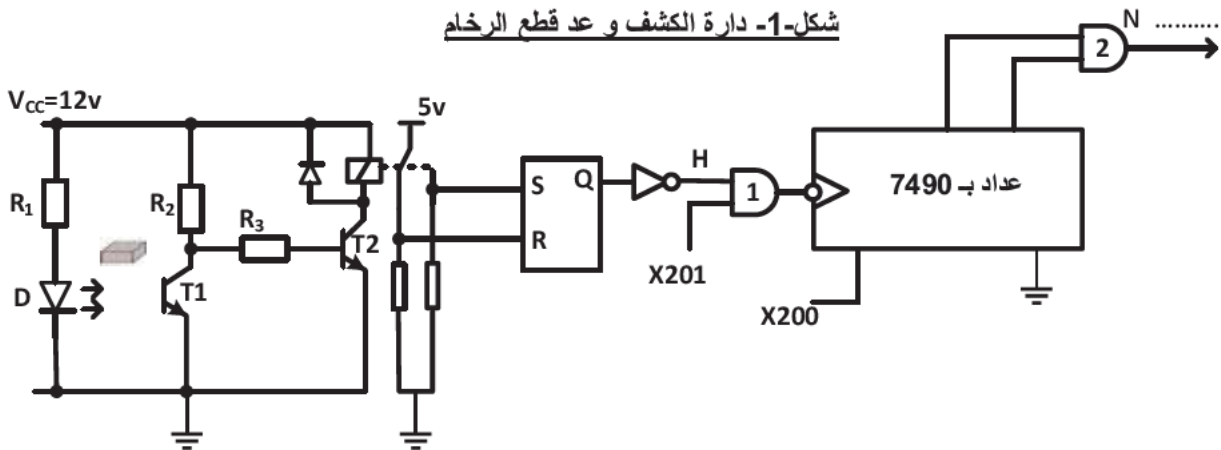 شكل-1- دارة الكشف و عد قطع الرخام
N ..........
2
V_CC=12v
5v
R₁
R₂
R₃
D
T1
T2
S
Q
R
H
1
X201
عداد بـ 7490
X200